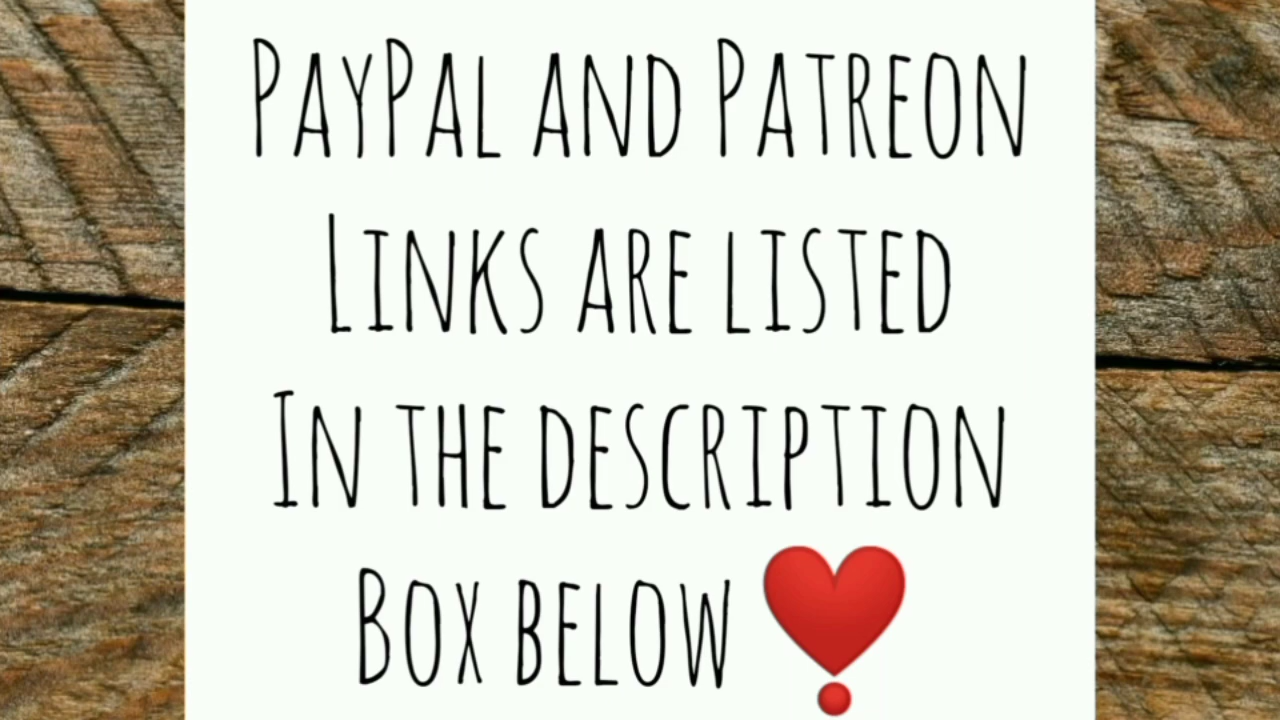 PayPal and Patreon
Links are listed
In the description
Box below ❣️